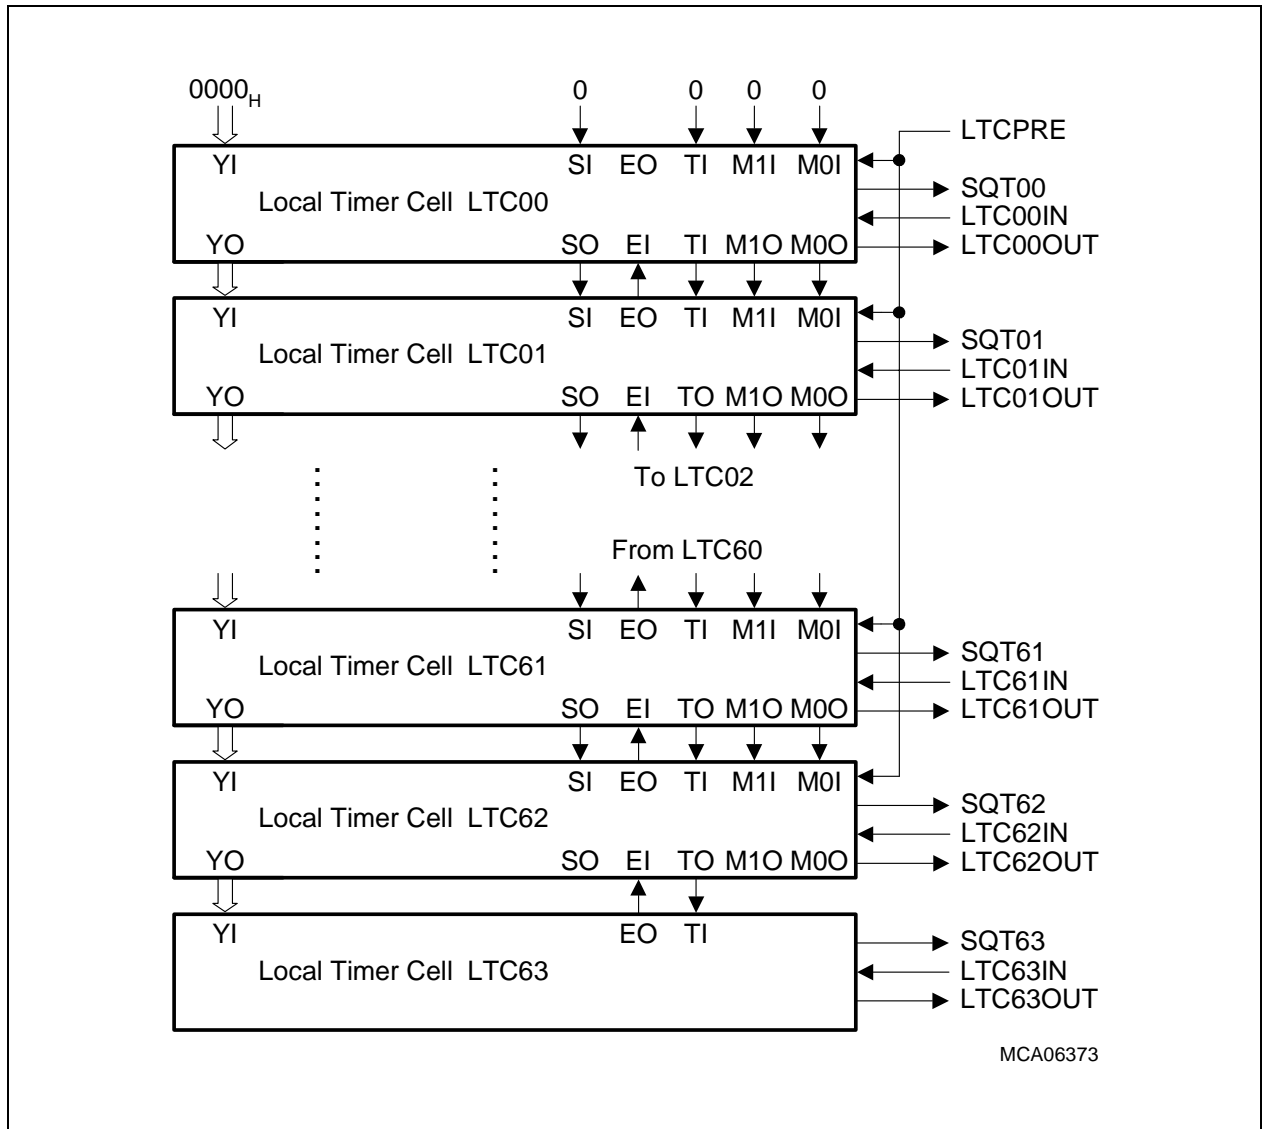 0000H 0 0 0 0
LTCPRE
YI SI EO TI M1I M0I
SQT00
Local Timer Cell LTC00
LTC00IN
YO SO EI TI M1O M0O LTC00OUT
YI SI EO TI M1I M0I
SQT01
Local Timer Cell LTC01
LTC01IN
YO SO EI TO M1O M0O LTC01OUT
To LTC02
From LTC60
YI SI EO TI M1I M0I
SQT61
Local Timer Cell LTC61
LTC61IN
YO SO EI TO M1O M0O LTC61OUT
YI SI EO TI M1I M0I
SQT62
Local Timer Cell LTC62
LTC62IN
YO SO EI TO M1O M0O LTC62OUT
YI EO TI
SQT63
Local Timer Cell LTC63
LTC63IN
LTC63OUT
MCA06373